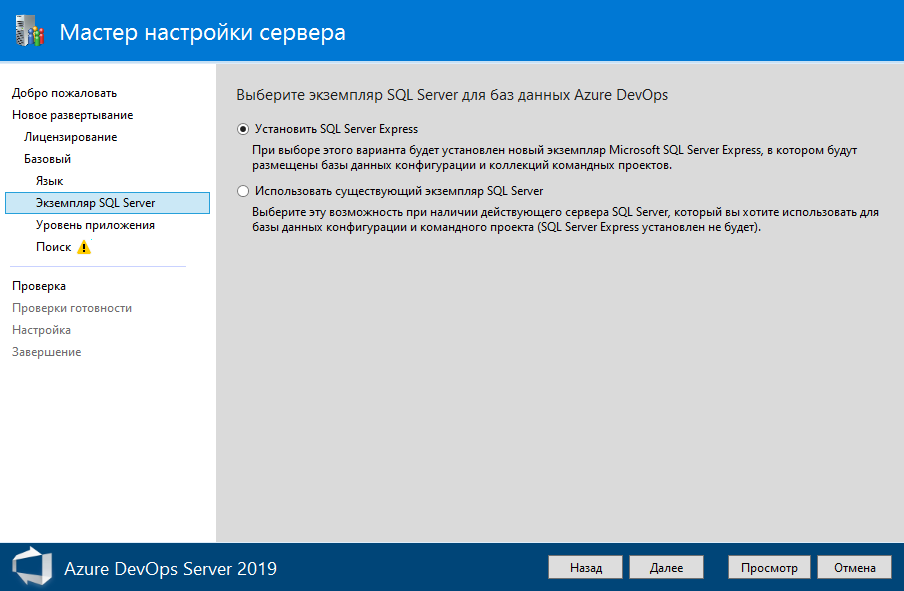 Мастер настройки сервера
Добро пожаловать
Новое развертывание
Лицензирование
Базовый
Язык
Экземпляр SQL Server
Уровень приложения
Поиск
Проверка
Проверки готовности
Настройка
Завершение
Выберите экземпляр SQL Server для баз данных Azure DevOps
Установить SQL Server Express
При выборе этого варианта будет установлен новый экземпляр Microsoft SQL Server Express, в котором будут
размещены базы данных конфигурации и коллекций командных проектов.
Использовать существующий экземпляр SQL Server
Выберите эту возможность при наличии действующего сервера SQL Server, который вы хотите использовать для
базы данных конфигурации и командного проекта (SQL Server Express установлен не будет).
Azure DevOps Server 2019
Назад
Далее
Просмотр
Отмена